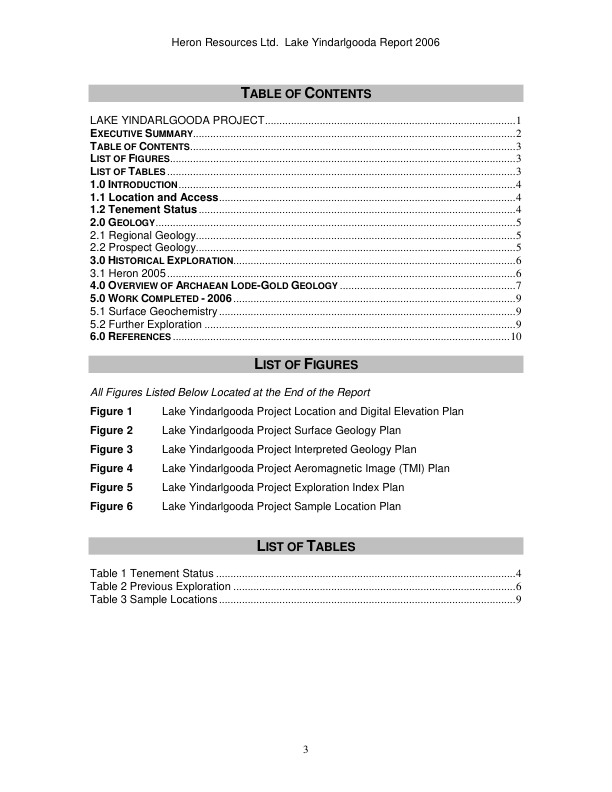 Heron Resources Ltd.  Lake Yindarlgooda Report 2006
TABLE OF CONTENTS
LAKE YINDARLGOODA PROJECT.......................................................................................1
EXECUTIVE SUMMARY................................................................................................................2
TABLE OF CONTENTS.................................................................................................................3
LIST OF FIGURES........................................................................................................................3
LIST OF TABLES.........................................................................................................................3
1.0 INTRODUCTION.....................................................................................................................4
1.1 Location and Access......................................................................................................4
1.2 Tenement Status.............................................................................................................4
2.0 GEOLOGY............................................................................................................................5
2.1 Regional Geology..............................................................................................................5
2.2 Prospect Geology..............................................................................................................5
3.0 HISTORICAL EXPLORATION..................................................................................................6
3.1 Heron 2005........................................................................................................................6
4.0 OVERVIEW OF ARCHAEAN LODE-GOLD GEOLOGY .............................................................7
5.0 WORK COMPLETED - 2006..................................................................................................9
5.1 Surface Geochemistry.......................................................................................................9
5.2 Further Exploration ...........................................................................................................9
6.0 REFERENCES.....................................................................................................................10
LIST OF FIGURES
All Figures Listed Below Located at the End of the Report
Figure 1 Lake Yindarlgooda Project Location and Digital Elevation Plan
Figure 2 Lake Yindarlgooda Project Surface Geology Plan
Figure 3 Lake Yindarlgooda Project Interpreted Geology Plan
Figure 4 Lake Yindarlgooda Project Aeromagnetic Image (TMI) Plan
Figure 5 Lake Yindarlgooda Project Exploration Index Plan
Figure 6 Lake Yindarlgooda Project Sample Location Plan
LIST OF TABLES
Table 1 Tenement Status ........................................................................................................4
Table 2 Previous Exploration ..................................................................................................6
Table 3 Sample Locations.......................................................................................................9
3